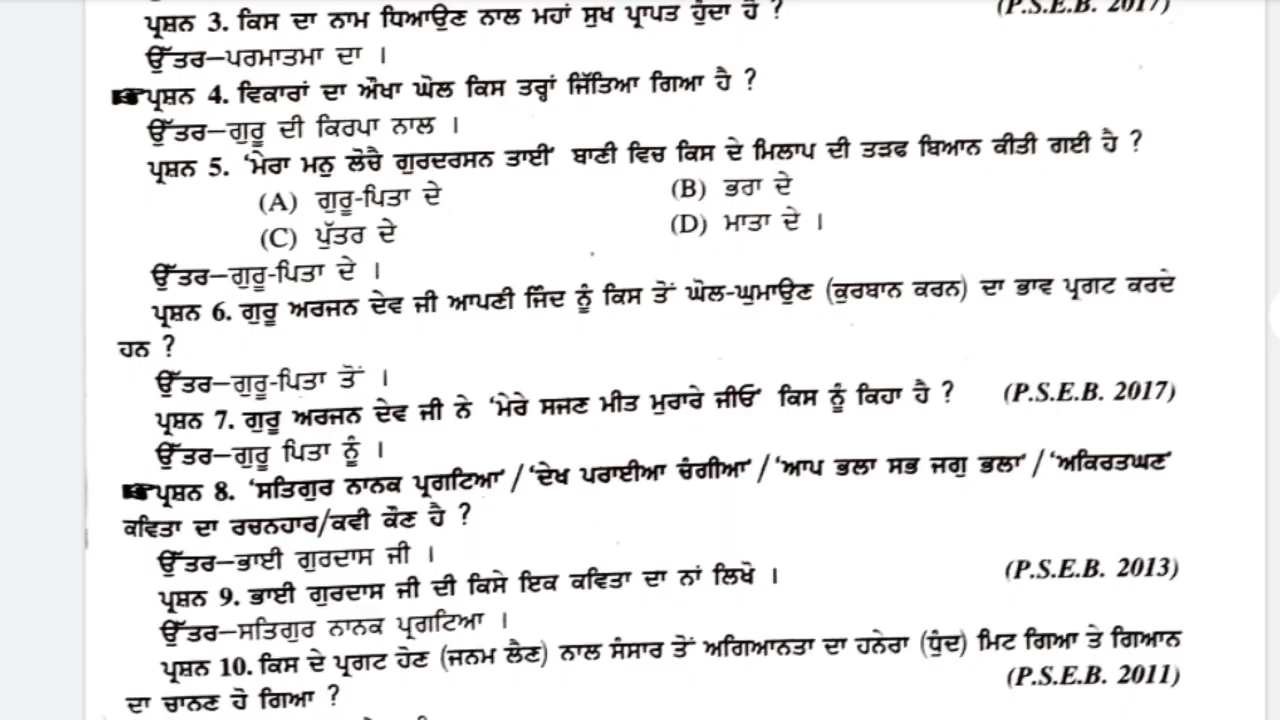 ਪ੍ਰਸ਼ਨ 3. ਕਿਸ ਦਾ ਨਾਮ ਧਿਆਉਣ ਨਾਲ ਮਹਾਂ ਸੁਖ ਪ੍ਰਾਪਤ ਹੁੰਦਾ ਹੈ ? (P.S.E.B. 2017)
ਉੱਤਰ–ਪਰਮਾਤਮਾ ਦਾ ।
ਪ੍ਰਸ਼ਨ 4. ਵਿਕਾਰਾਂ ਦਾ ਔਖਾ ਘੋਲ ਕਿਸ ਤਰ੍ਹਾਂ ਜਿੱਤਿਆ ਗਿਆ ਹੈ ?
ਉੱਤਰ–ਗੁਰੂ ਦੀ ਕਿਰਪਾ ਨਾਲ ।
ਪ੍ਰਸ਼ਨ 5. 'ਮੇਰਾ ਮਨੁ ਲੋਚੈ ਗੁਰਦਰਸਨ ਤਾਈ' ਬਾਣੀ ਵਿਚ ਕਿਸ ਦੇ ਮਿਲਾਪ ਦੀ ਤੜਫ ਬਿਆਨ ਕੀਤੀ ਗਈ ਹੈ ?
(A) ਗੁਰੂ-ਪਿਤਾ ਦੇ (B) ਭਰਾ ਦੇ
(C) ਪੁੱਤਰ ਦੇ (D) ਮਾਤਾ ਦੇ ।
ਉੱਤਰ–ਗੁਰੂ-ਪਿਤਾ ਦੇ ।
ਪ੍ਰਸ਼ਨ 6. ਗੁਰੂ ਅਰਜਨ ਦੇਵ ਜੀ ਆਪਣੀ ਜਿੰਦ ਨੂੰ ਕਿਸ ਤੋਂ ਘੋਲ-ਘੁਮਾਉਣ (ਕੁਰਬਾਨ ਕਰਨ) ਦਾ ਭਾਵ ਪ੍ਰਗਟ ਕਰਦੇ
ਹਨ ?
ਉੱਤਰ–ਗੁਰੂ-ਪਿਤਾ ਤੋਂ ।
ਪ੍ਰਸ਼ਨ 7. ਗੁਰੂ ਅਰਜਨ ਦੇਵ ਜੀ ਨੇ 'ਮੇਰੇ ਸਜਣ ਮੀਤ ਮੁਰਾਰੇ ਜੀਓ' ਕਿਸ ਨੂੰ ਕਿਹਾ ਹੈ ? (P.S.E.B. 2017)
ਉੱਤਰ–ਗੁਰੂ ਪਿਤਾ ਨੂੰ ।
ਪ੍ਰਸ਼ਨ 8. 'ਸਤਿਗੁਰ ਨਾਨਕ ਪ੍ਰਗਟਿਆ' / 'ਦੇਖ ਪਰਾਈਆ ਚੰਗੀਆ' / 'ਆਪ ਭਲਾ ਸਭ ਜਗੁ ਭਲਾ' / 'ਅਕਿਰਤਘਣ'
ਕਵਿਤਾ ਦਾ ਰਚਨਹਾਰ/ਕਵੀ ਕੌਣ ਹੈ ?
ਉੱਤਰ–ਭਾਈ ਗੁਰਦਾਸ ਜੀ ।
ਪ੍ਰਸ਼ਨ 9. ਭਾਈ ਗੁਰਦਾਸ ਜੀ ਦੀ ਕਿਸੇ ਇਕ ਕਵਿਤਾ ਦਾ ਨਾਂ ਲਿਖੋ । (P.S.E.B. 2013)
ਉੱਤਰ–ਸਤਿਗੁਰ ਨਾਨਕ ਪ੍ਰਗਟਿਆ ।
ਪ੍ਰਸ਼ਨ 10. ਕਿਸ ਦੇ ਪ੍ਰਗਟ ਹੋਣ (ਜਨਮ ਲੈਣ) ਨਾਲ ਸੰਸਾਰ ਤੋਂ ਅਗਿਆਨਤਾ ਦਾ ਹਨੇਰਾ (ਧੁੰਦ) ਮਿਟ ਗਿਆ ਤੇ ਗਿਆਨ
ਦਾ ਚਾਨਣ ਹੋ ਗਿਆ ? (P.S.E.B. 2011)